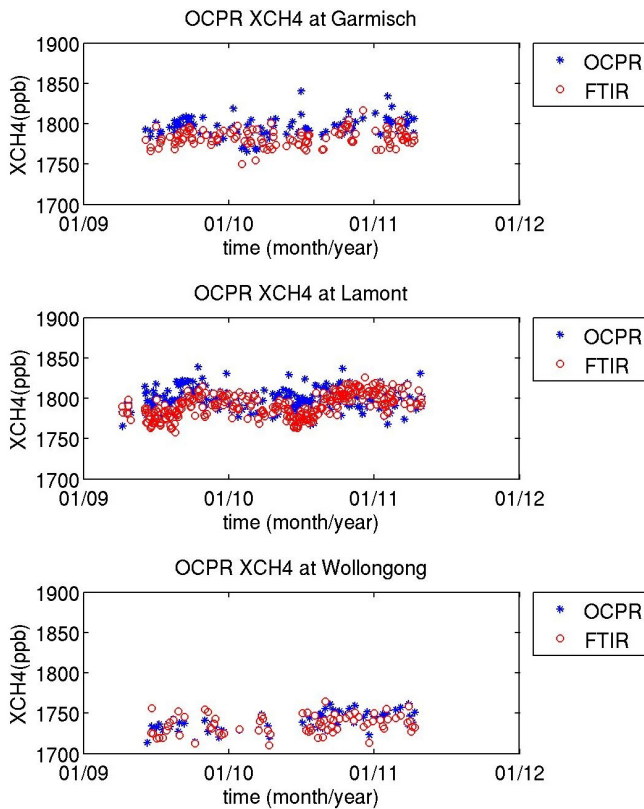 OCPR XCH4 at Garmisch
1900
1850
1800
1750
1700
XCH4(ppb)
01/09 01/10 01/11 01/12
time (month/year)
OCPR
FTIR
OCPR XCH4 at Lamont
1900
1850
1800
1750
1700
XCH4(ppb)
01/09 01/10 01/11 01/12
time (month/year)
OCPR
FTIR
OCPR XCH4 at Wollongong
1900
1850
1800
1750
1700
XCH4(ppb)
01/09 01/10 01/11 01/12
time (month/year)
OCPR
FTIR